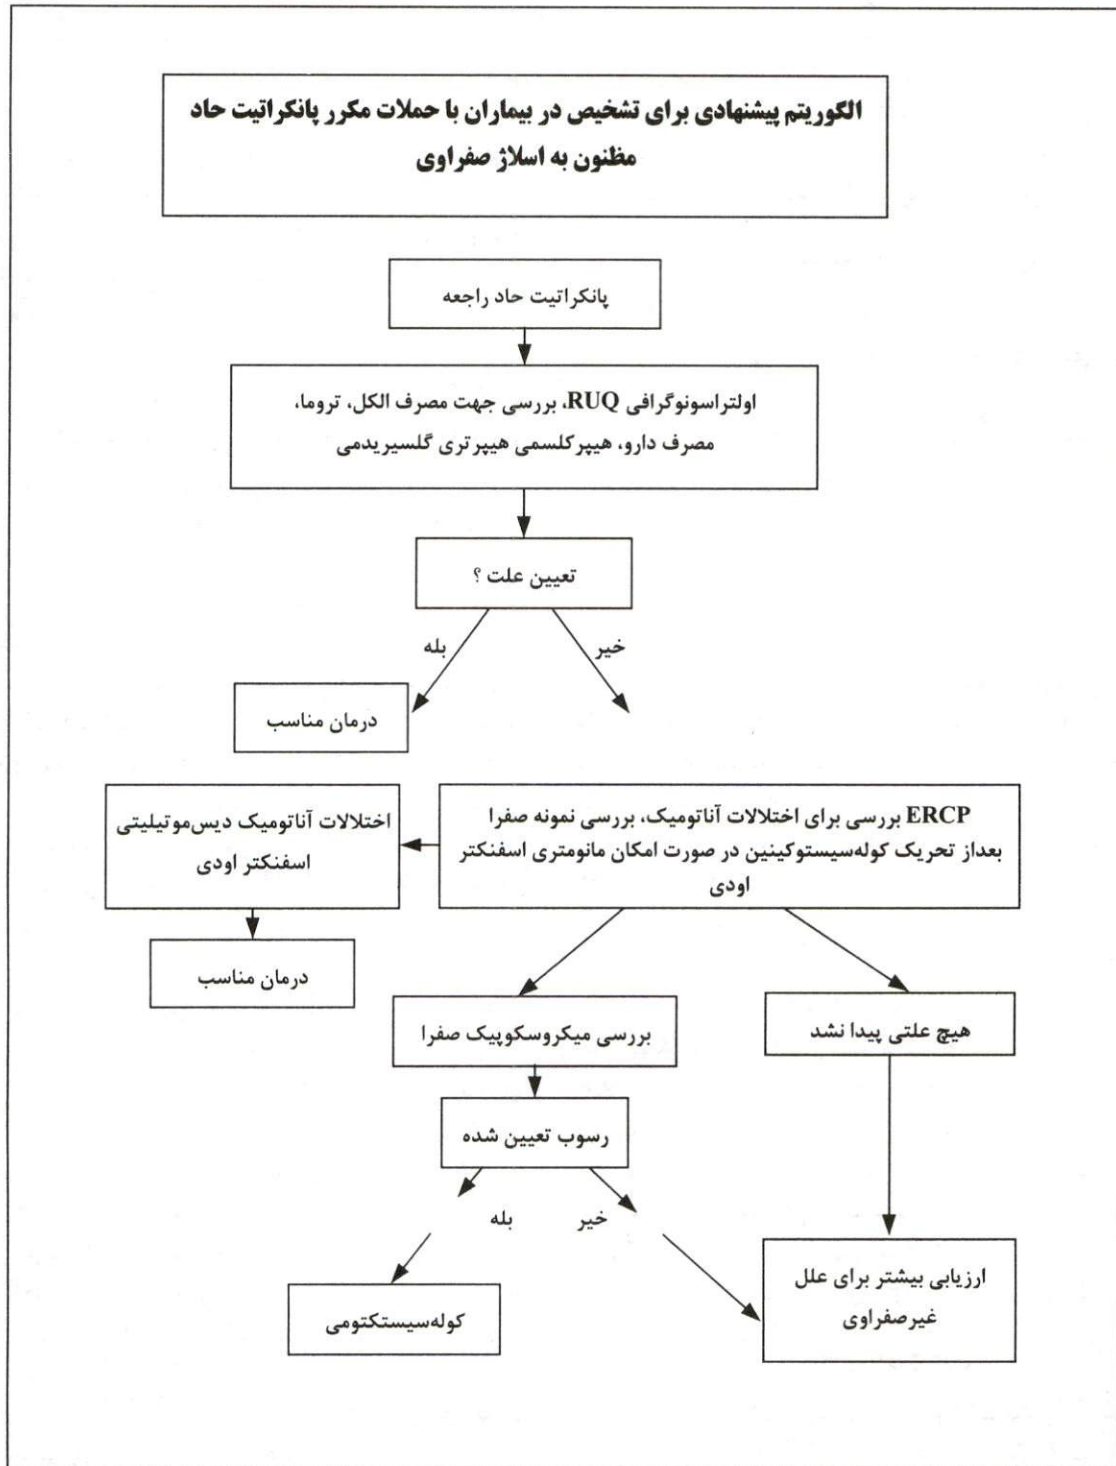 الگوریتم پیشنهادی برای تشخیص در بیماران با حملات مکرر پانکراتیت حاد
مظنون به اسلاژ صفراوی
پانکراتیت حاد راجعه
اولتراسونوگرافی RUQ، بررسی جهت مصرف الکل، تروما،
مصرف دارو، هیپرکلسمی هیپرتری گلسیریدمی
تعیین علت ؟
خیر
بله
درمان مناسب
ERCP بررسی برای اختلالات آناتومیک، بررسی نمونه صفرا
بعداز تحریک کوله‌سیستوکینین در صورت امکان مانومتری اسفنکتر
اودی
اختلالات آناتومیک دیس‌موتیلیتی
اسفنکتر اودی
درمان مناسب
هیچ علتی پیدا نشد
بررسی میکروسکوپیک صفرا
رسوب تعیین شده
خیر
بله
ارزیابی بیشتر برای علل
غیرصفراوی
کوله‌سیستکتومی